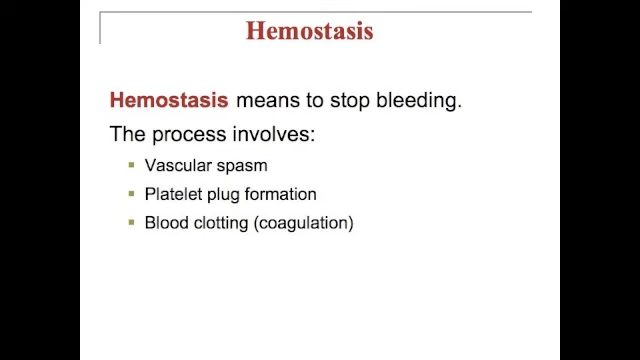 Hemostasis
Hemostasis means to stop bleeding.
The process involves:
Vascular spasm
Platelet plug formation
Blood clotting (coagulation)